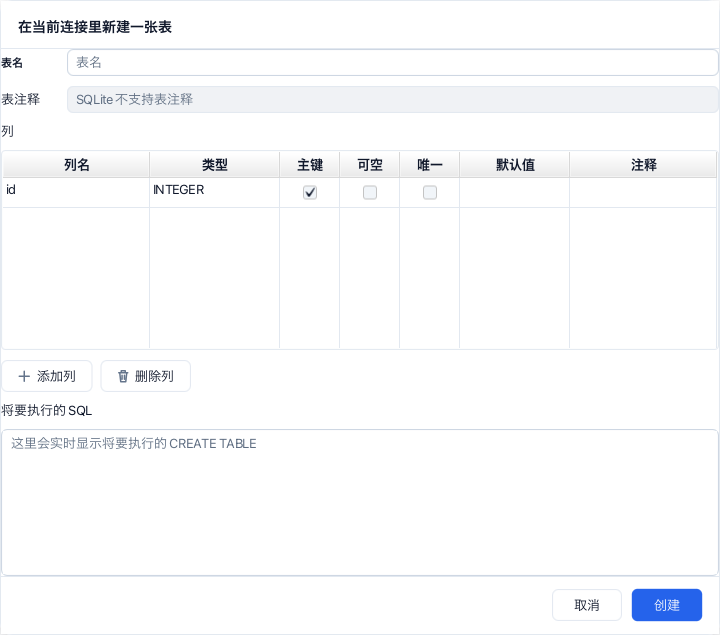 在当前连接里新建一张表
表名 表名
表注释 SQLite 不支持表注释
列
列名 类型 主键 可空 唯一 默认值 注释
id INTEGER
添加列 删除列
将要执行的 SQL
这里会实时显示将要执行的 CREATE TABLE
取消 创建